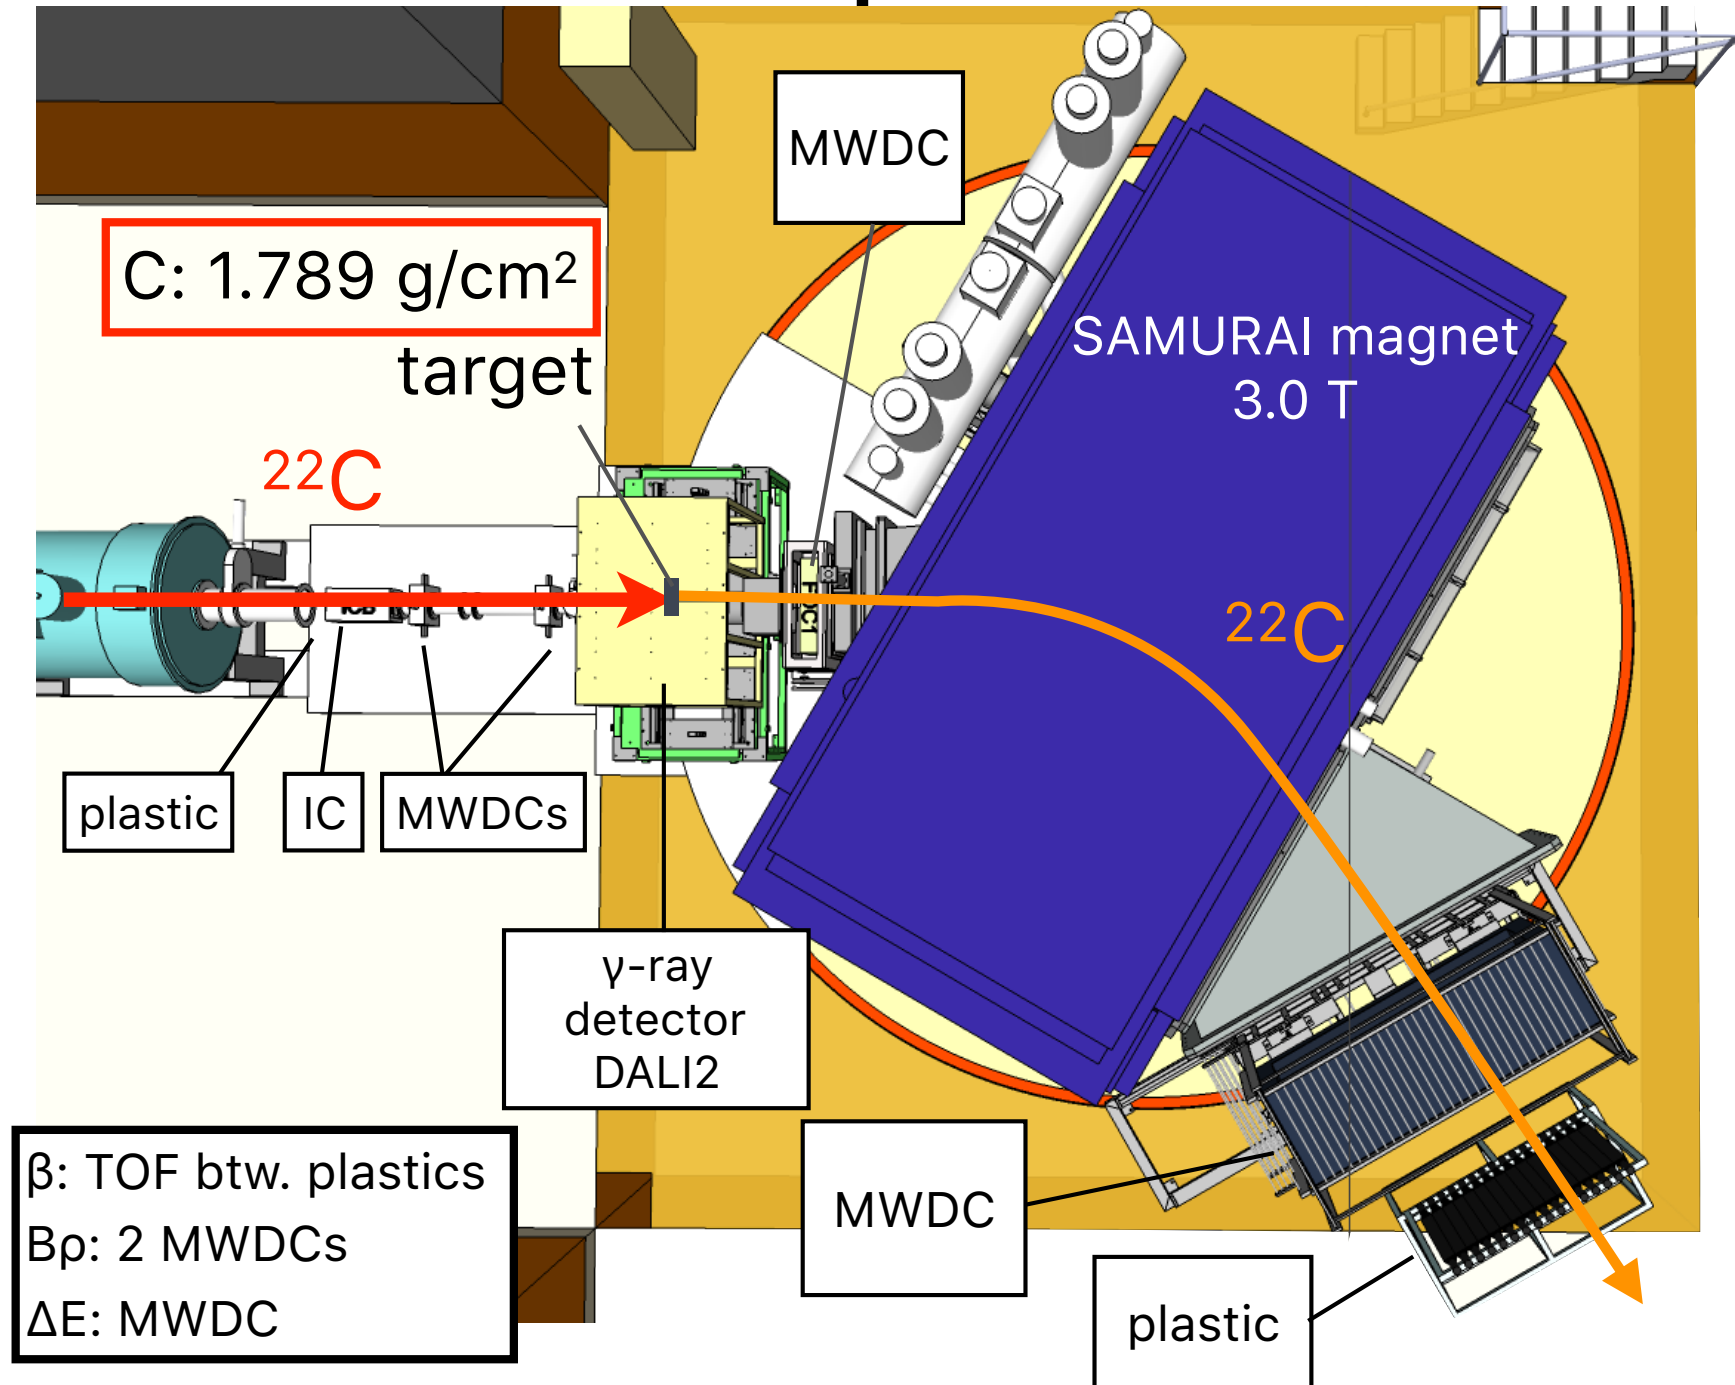 MWDC
C: 1.789 g/cm²
target
SAMURAI magnet
3.0 T
²²C
²²C
plastic
IC
MWDCs
γ-ray
detector
DALI2
β: TOF btw. plastics
Bρ: 2 MWDCs
ΔE: MWDC
MWDC
plastic